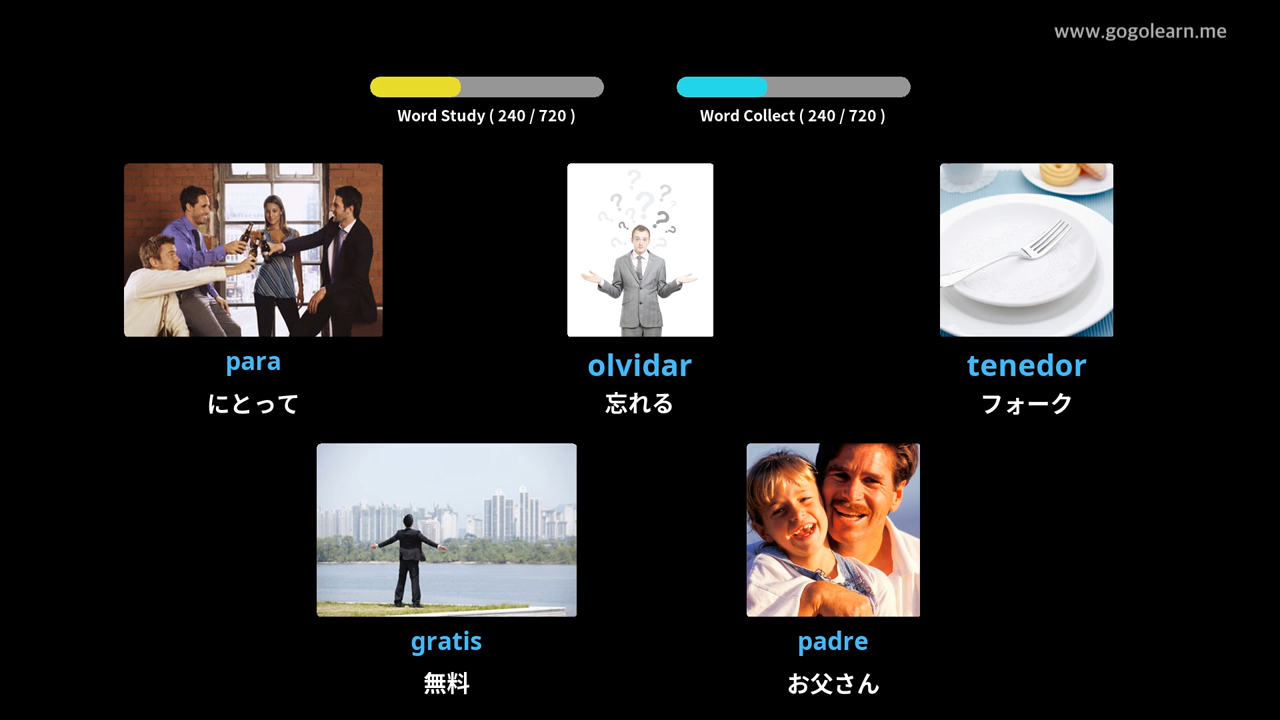 www.gogolearn.me
Word Study ( 240 / 720 )
Word Collect ( 240 / 720 )
para
にとって
olvidar
忘れる
tenedor
フォーク
gratis
無料
padre
お父さん